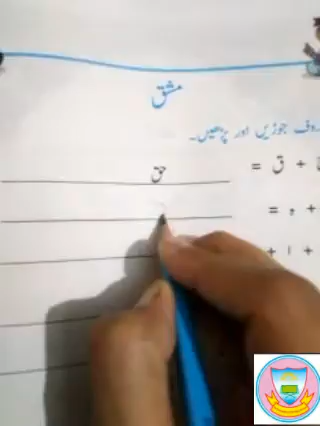 مشق
جوڑیں اور پڑھیں۔
+ ق = حق
+ و =
+ ا +